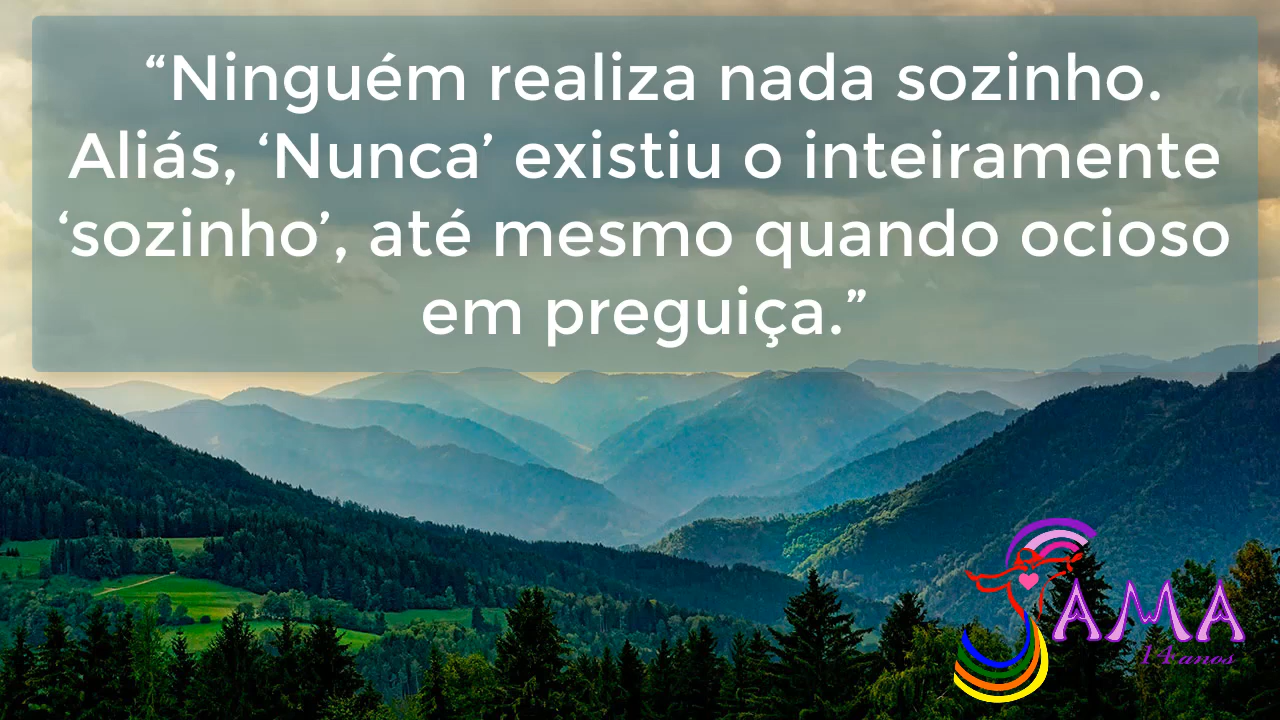 “Ninguém realiza nada sozinho.
Aliás, ‘Nunca’ existiu o inteiramente
‘sozinho’, até mesmo quando ocioso
em preguiça.”
AMA
14 anos